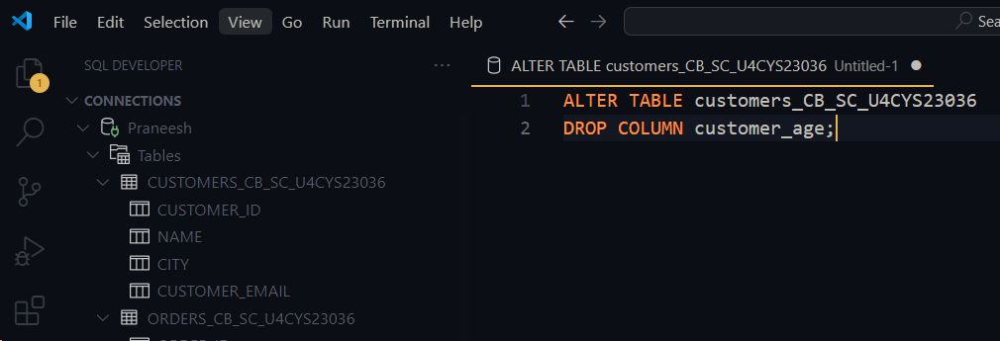 File Edit Selection View Go Run Terminal Help Sea
1
SQL DEVELOPER ...
ALTER TABLE customers_CB_SC_U4CYS23036 Untitled-1
CONNECTIONS
Praneesh
Tables
CUSTOMERS_CB_SC_U4CYS23036
CUSTOMER_ID
NAME
CITY
CUSTOMER_EMAIL
ORDERS_CB_SC_U4CYS23036
1 ALTER TABLE customers_CB_SC_U4CYS23036
2 DROP COLUMN customer_age;